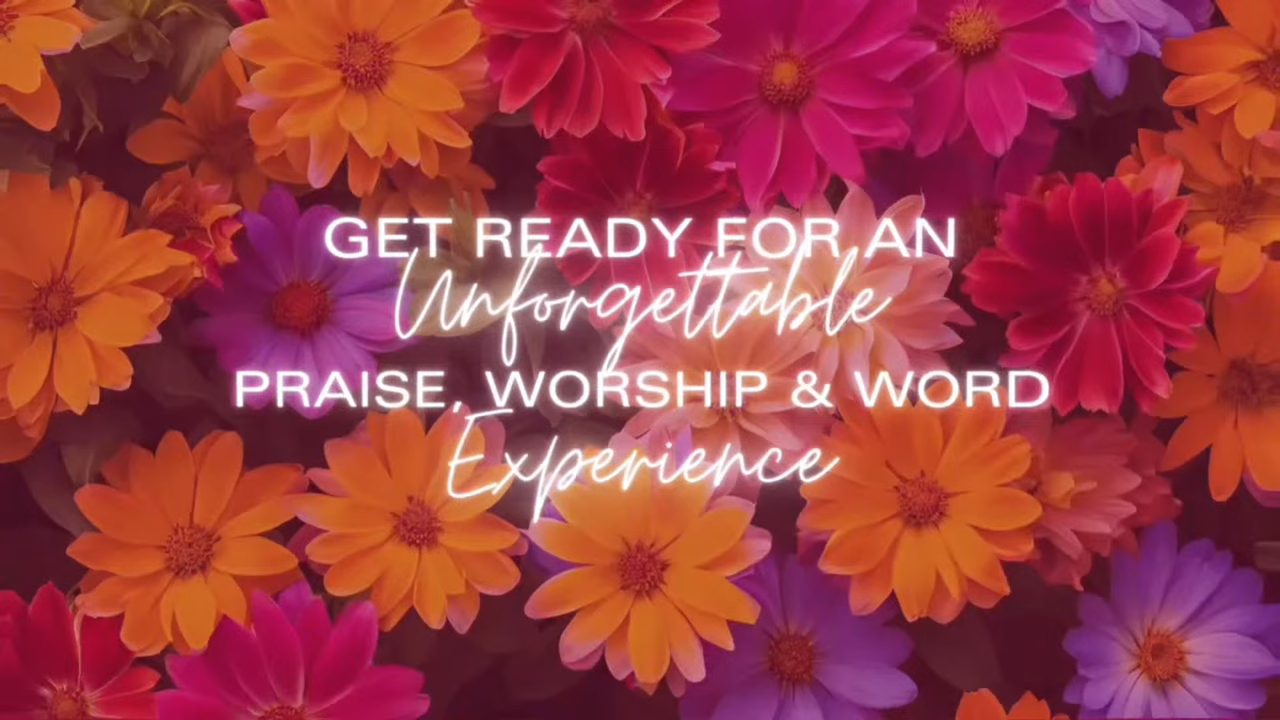 GET READY FOR AN
Unforgettable
PRAISE, WORSHIP & WORD
Experience